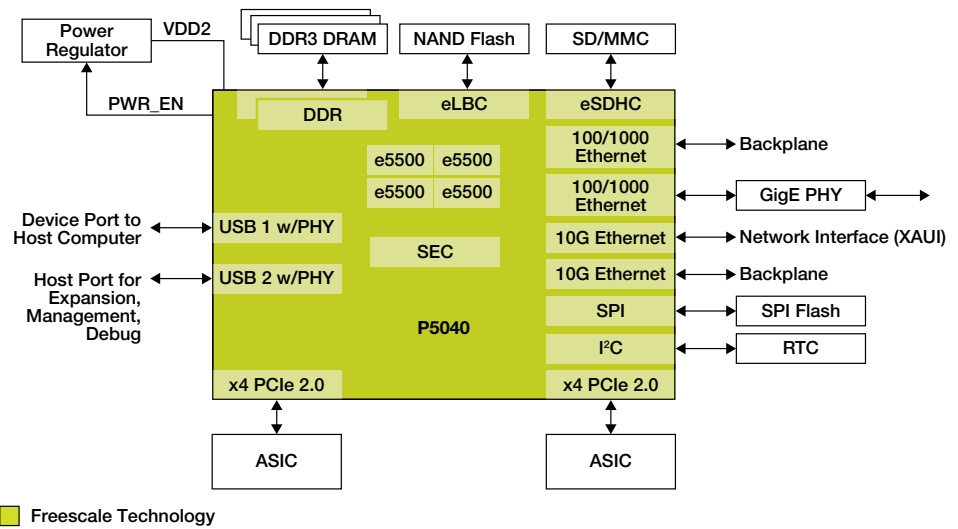 Power
Regulator
VDD2
PWR_EN
DDR3 DRAM
NAND Flash
SD/MMC
DDR
eLBC
eSDHC
e5500 e5500
e5500 e5500
SEC
P5040
100/1000
Ethernet
Backplane
100/1000
Ethernet
GigE PHY
10G Ethernet
Network Interface (XAUI)
10G Ethernet
Backplane
SPI
SPI Flash
I²C
RTC
Device Port to
Host Computer
USB 1 w/PHY
Host Port for
Expansion,
Management,
Debug
USB 2 w/PHY
x4 PCIe 2.0
x4 PCIe 2.0
ASIC
ASIC
Freescale Technology